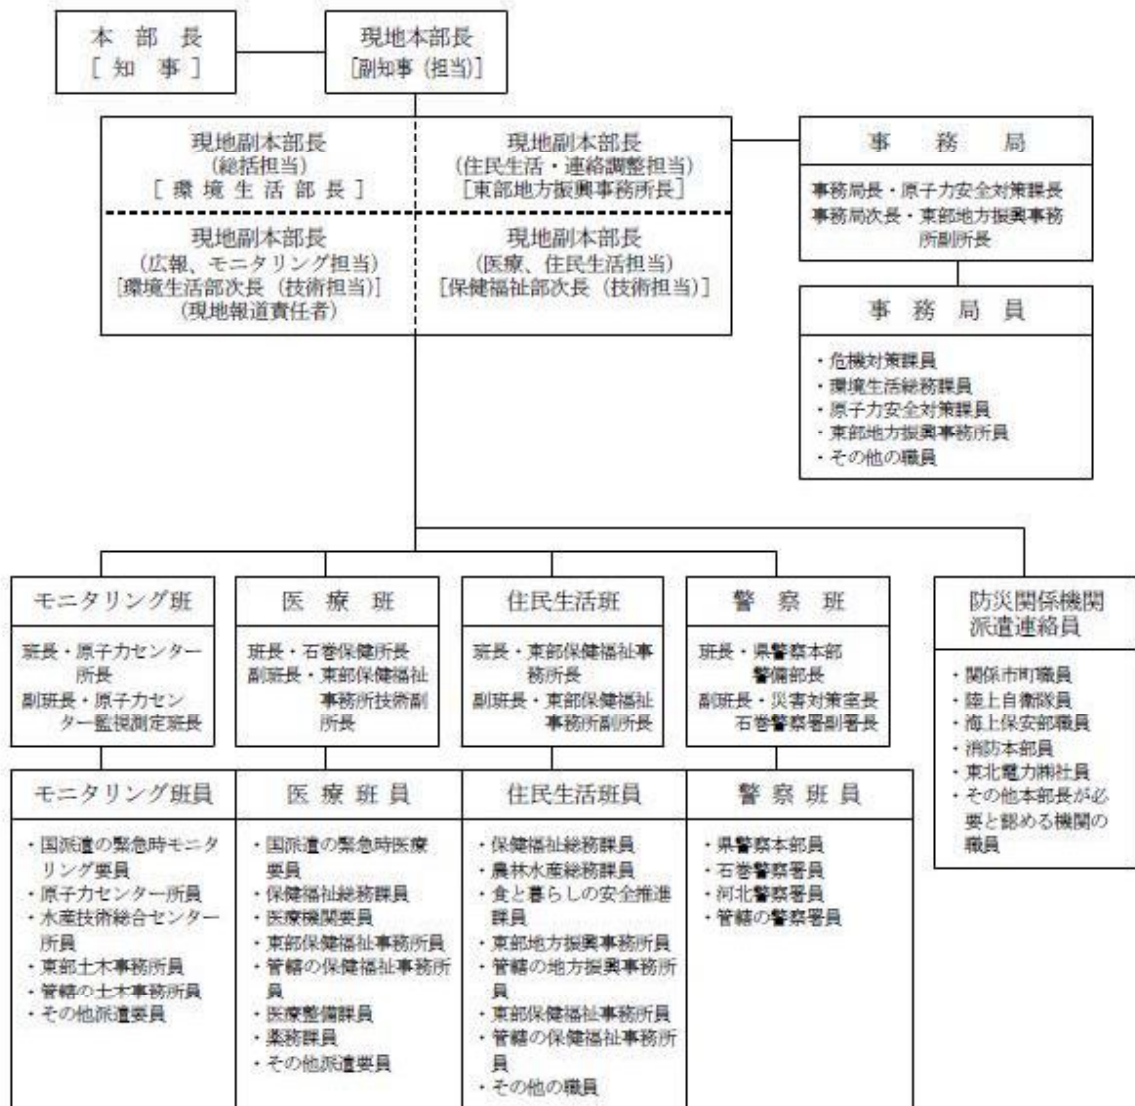 本部長
[知事]
現地本部長
[副知事（担当）]
現地副本部長
（総括担当）
[環境生活部長]
現地副本部長
（住民生活・連絡調整担当）
[東部地方振興事務所長]
現地副本部長
（広報、モニタリング担当）
[環境生活部次長（技術担当）]
（現地報道責任者）
現地副本部長
（医療、住民生活担当）
[保健福祉部次長（技術担当）]
事務局
事務局長・原子力安全対策課長
事務局次長・東部地方振興事務
所副所長
事務局員
・危機対策課員
・環境生活総務課員
・原子力安全対策課員
・東部地方振興事務所員
・その他の職員
モニタリング班
班長・原子力センター
所長
副班長・原子力セン
ター監視測定班長
医療班
班長・石巻保健所長
副班長・東部保健福祉
事務所技術副
所長
住民生活班
班長・東部保健福祉事
務所長
副班長・東部保健福祉
事務所副所長
警察班
班長・県警察本部
警備部長
副班長・災害対策室長
石巻警察署副署長
防災関係機関
派遣連絡員
・関係市町職員
・陸上自衛隊員
・海上保安部職員
・消防本部員
・東北電力㈱社員
・その他本部長が必
要と認める機関の
職員
モニタリング班員
・国派遣の緊急時モニタ
リング要員
・原子力センター所員
・水産技術総合センター
所員
・東部土木事務所員
・管轄の土木事務所員
・その他派遣要員
医療班員
・国派遣の緊急時医療
要員
・保健福祉総務課員
・医療機関要員
・東部保健福祉事務所員
・管轄の保健福祉事務所
員
・医療整備課員
・薬務課員
・その他派遣要員
住民生活班員
・保健福祉総務課員
・農林水産総務課員
・食と暮らしの安全推進
課員
・東部地方振興事務所員
・管轄の地方振興事務所
員
・東部保健福祉事務所員
・管轄の保健福祉事務所
員
・その他の職員
警察班員
・県警察本部員
・石巻警察署員
・河北警察署員
・管轄の警察署員